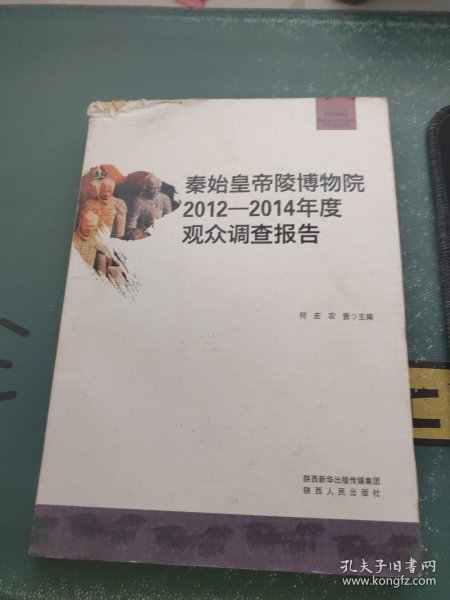 秦始皇帝陵博物院
2012—2014年度
观众调查报告
何宏 农茜◎主编
陕西新华出版传媒集团
陕西人民出版社
孔夫子旧书网
www.kongfz.com